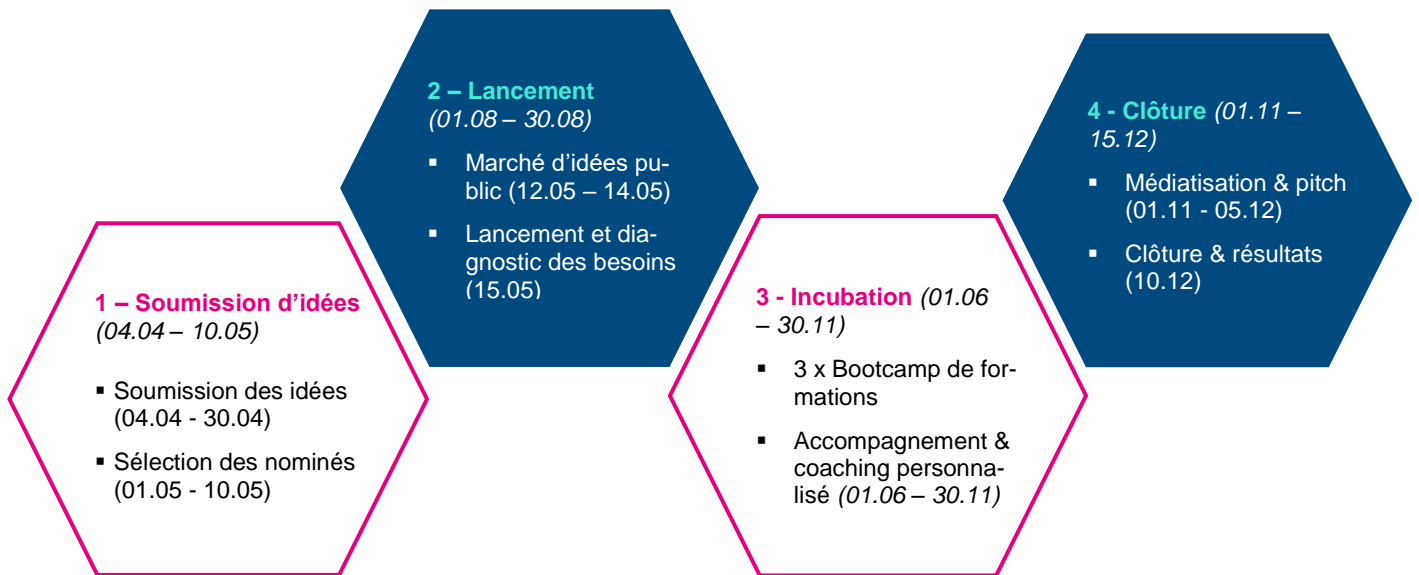 1 – Soumission d'idées
(04.04 – 10.05)
▪ Soumission des idées
(04.04 - 30.04)
▪ Sélection des nominés
(01.05 - 10.05)
2 – Lancement
(01.08 – 30.08)
▪ Marché d'idées pu-
blic (12.05 – 14.05)
▪ Lancement et dia-
gnostic des besoins
(15.05)
3 - Incubation (01.06
– 30.11)
▪ 3 x Bootcamp de for-
mations
▪ Accompagnement &
coaching personna-
lisé (01.06 – 30.11)
4 - Clôture (01.11 –
15.12)
▪ Médiatisation & pitch
(01.11 - 05.12)
▪ Clôture & résultats
(10.12)